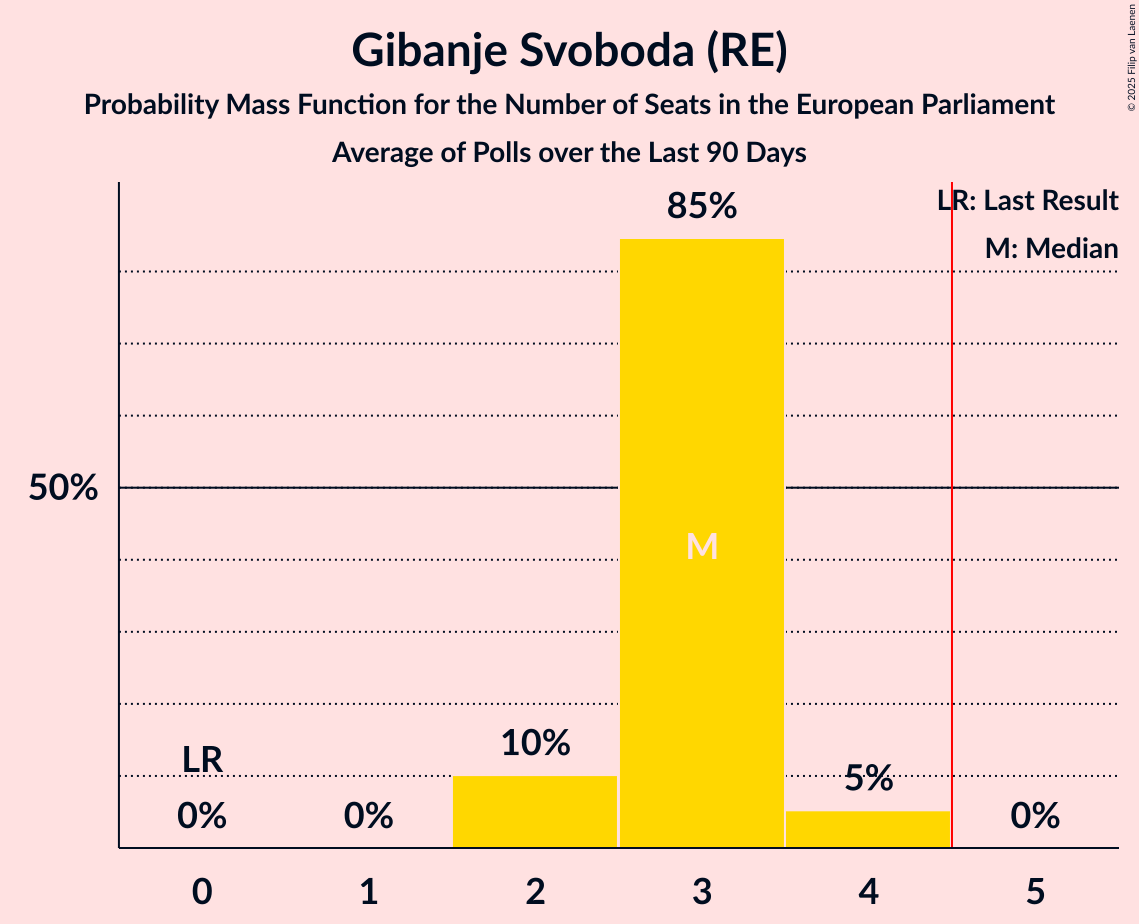 Gibanje Svoboda (RE)
Probability Mass Function for the Number of Seats in the European Parliament
Average of Polls over the Last 90 Days
© 2025 Filip van Laenen
LR: Last Result
M: Median
85%
50%
M
10%
LR
5%
0%
0%
0%
0
1
2
3
4
5